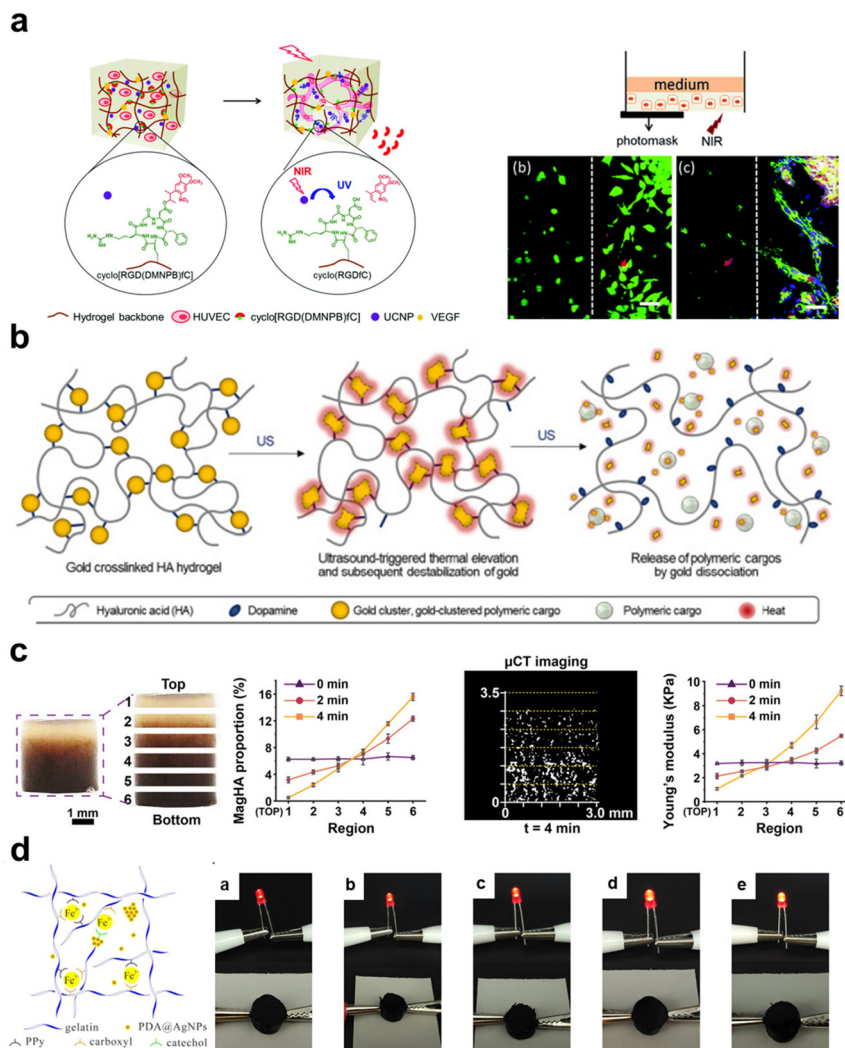 a
medium
photomask
NIR
NIR
UV
cyclo[RGD(DMNPB)fC]
cyclo(RGDfC)
(b)
(c)
Hydrogel backbone
HUVEC
cyclo[RGD(DMNPB)fC]
UCNP
VEGF
b
US
US
Gold crosslinked HA hydrogel
Ultrasound-triggered thermal elevation
and subsequent destabilization of gold
Release of polymeric cargos
by gold dissociation
Hyaluronic acid (HA)
Dopamine
Gold cluster, gold-clustered polymeric cargo
Polymeric cargo
Heat
c
Top
1
2
3
4
5
6
Bottom
1 mm
MagHA proportion (%)
16
12
8
4
0
0 min
2 min
4 min
(TOP) 1 2 3 4 5 6
Region
μCT imaging
3.5
0
0
3.0 mm
t = 4 min
Young's modulus (KPa)
10
8
6
4
2
0
0 min
2 min
4 min
(TOP) 1 2 3 4 5 6
Region
d
a
b
c
d
e
gelatin
PDA@AgNPs
PPy
carboxyl
catechol